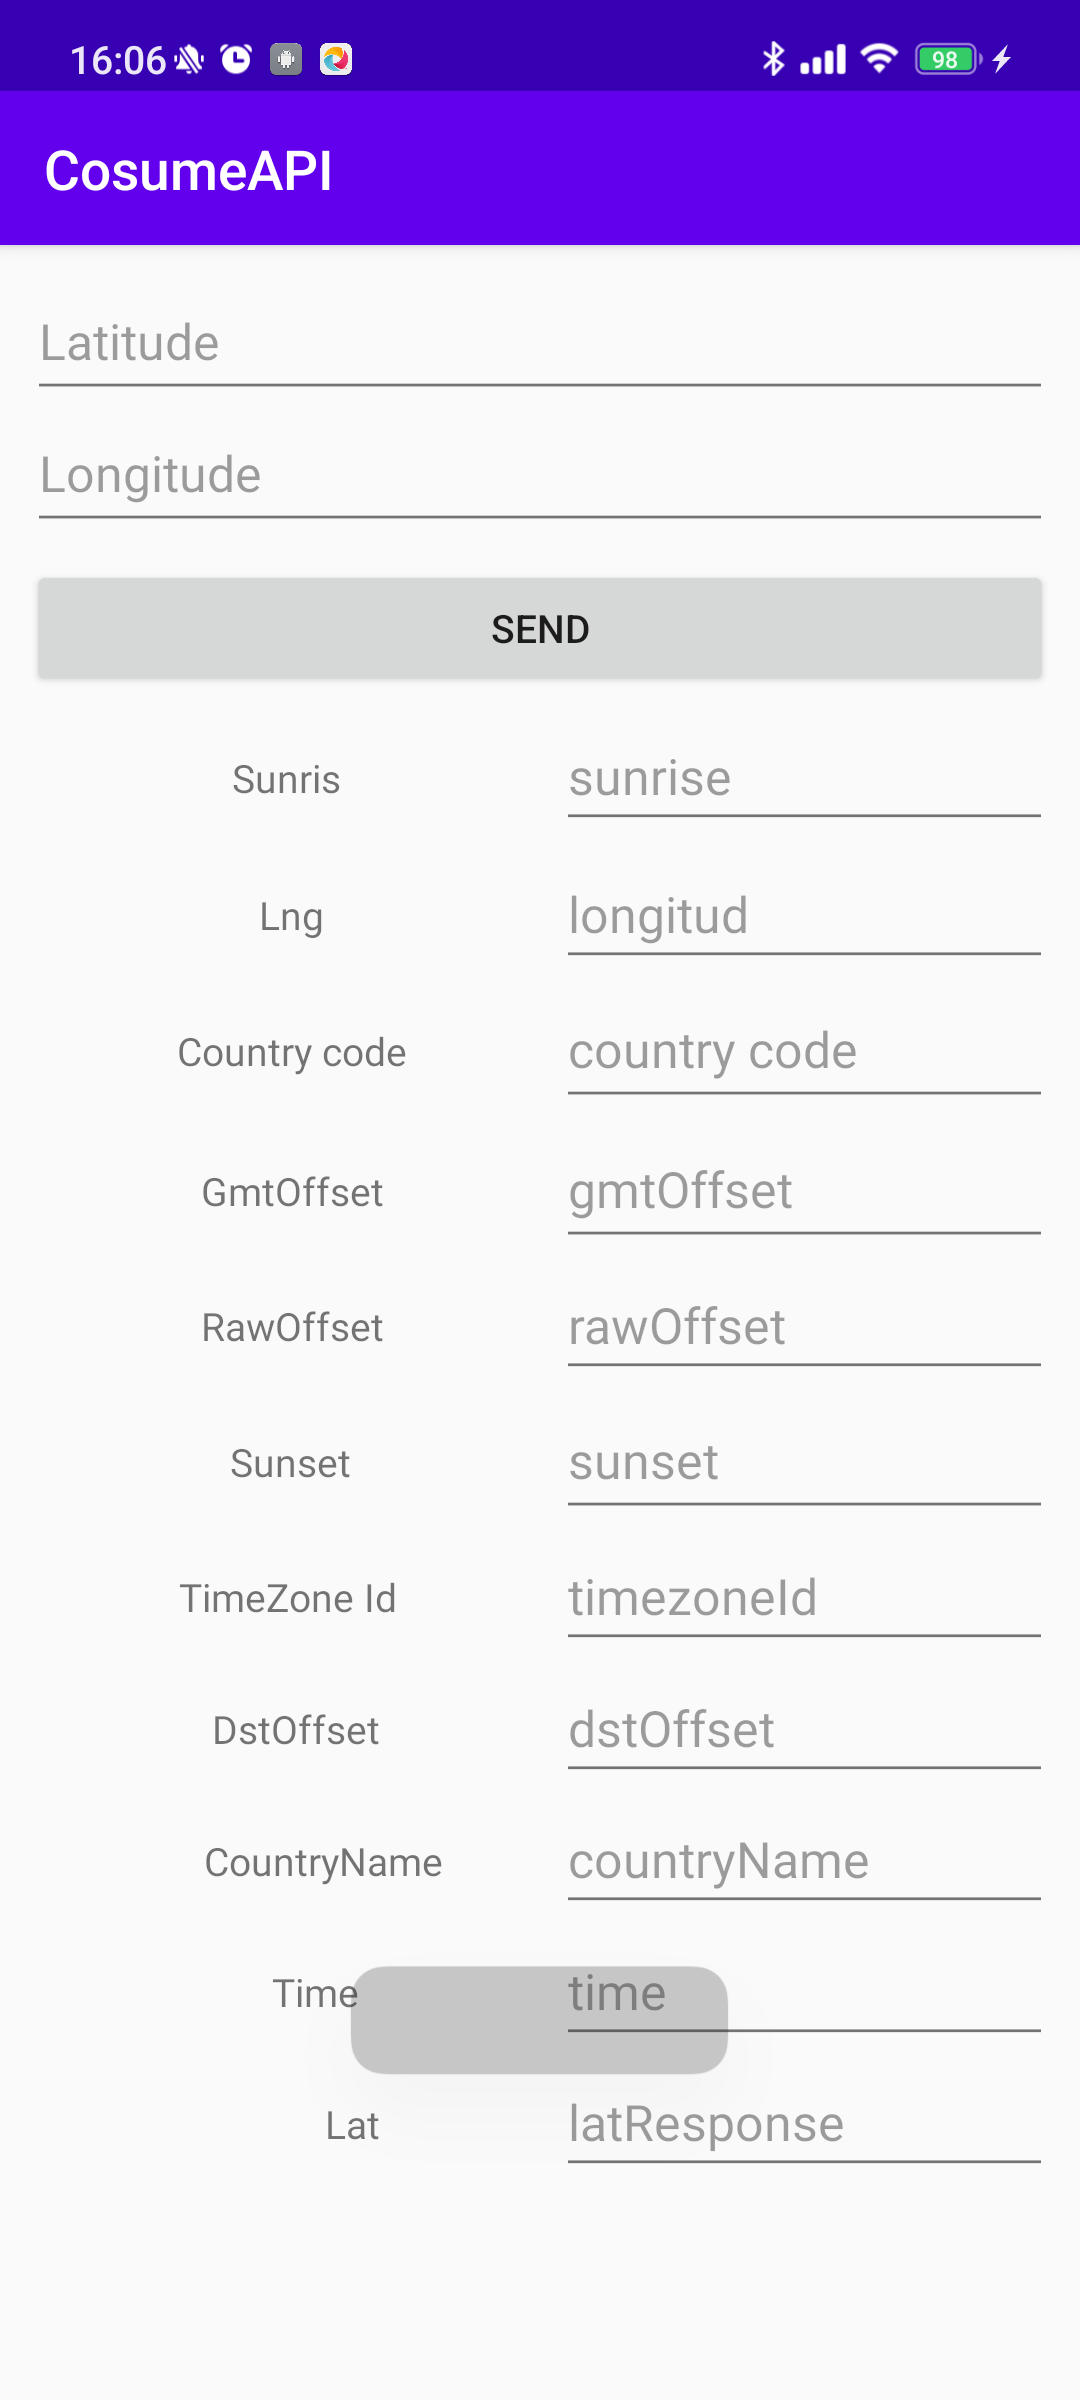 16:06 98
CosumeAPI
Latitude
Longitude
SEND
Sunris sunrise
Lng longitud
Country code country code
GmtOffset gmtOffset
RawOffset rawOffset
Sunset sunset
TimeZone Id timezoneId
DstOffset dstOffset
CountryName countryName
Time time
Lat latResponse